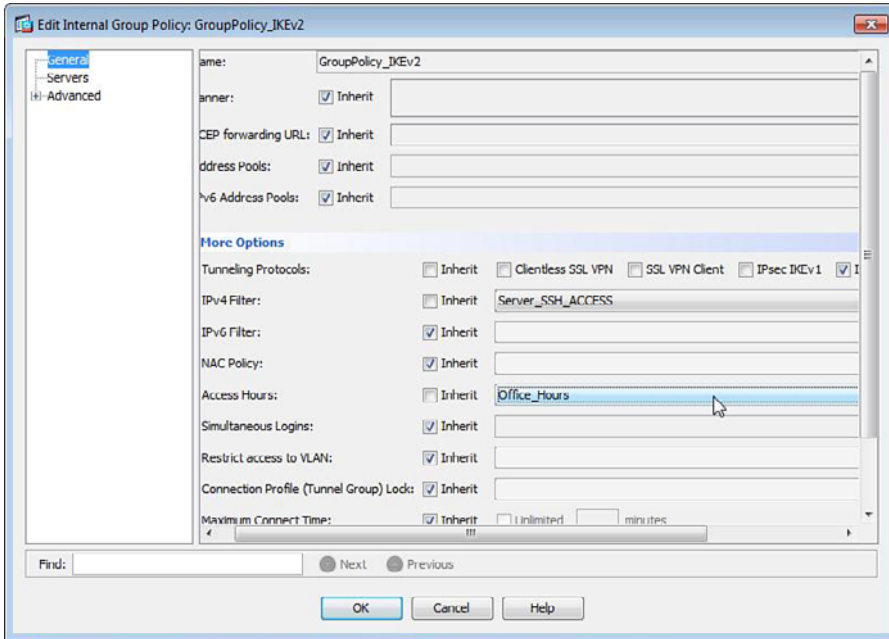 Edit Internal Group Policy: GroupPolicy_IKEv2
General
Servers
Advanced
ame: GroupPolicy_IKEv2
anner: Inherit
CEP forwarding URL: Inherit
ddress Pools: Inherit
Pv6 Address Pools: Inherit
More Options
Tunneling Protocols: Inherit Clientless SSL VPN SSL VPN Client IPsec IKEv1 I
IPv4 Filter: Inherit Server_SSH_ACCESS
IPv6 Filter: Inherit
NAC Policy: Inherit
Access Hours: Inherit Office_Hours
Simultaneous Logins: Inherit
Restrict access to VLAN: Inherit
Connection Profile (Tunnel Group) Lock: Inherit
Maximum Connect Time: Inherit Unlimited minutes
Find: Next Previous
OK Cancel Help